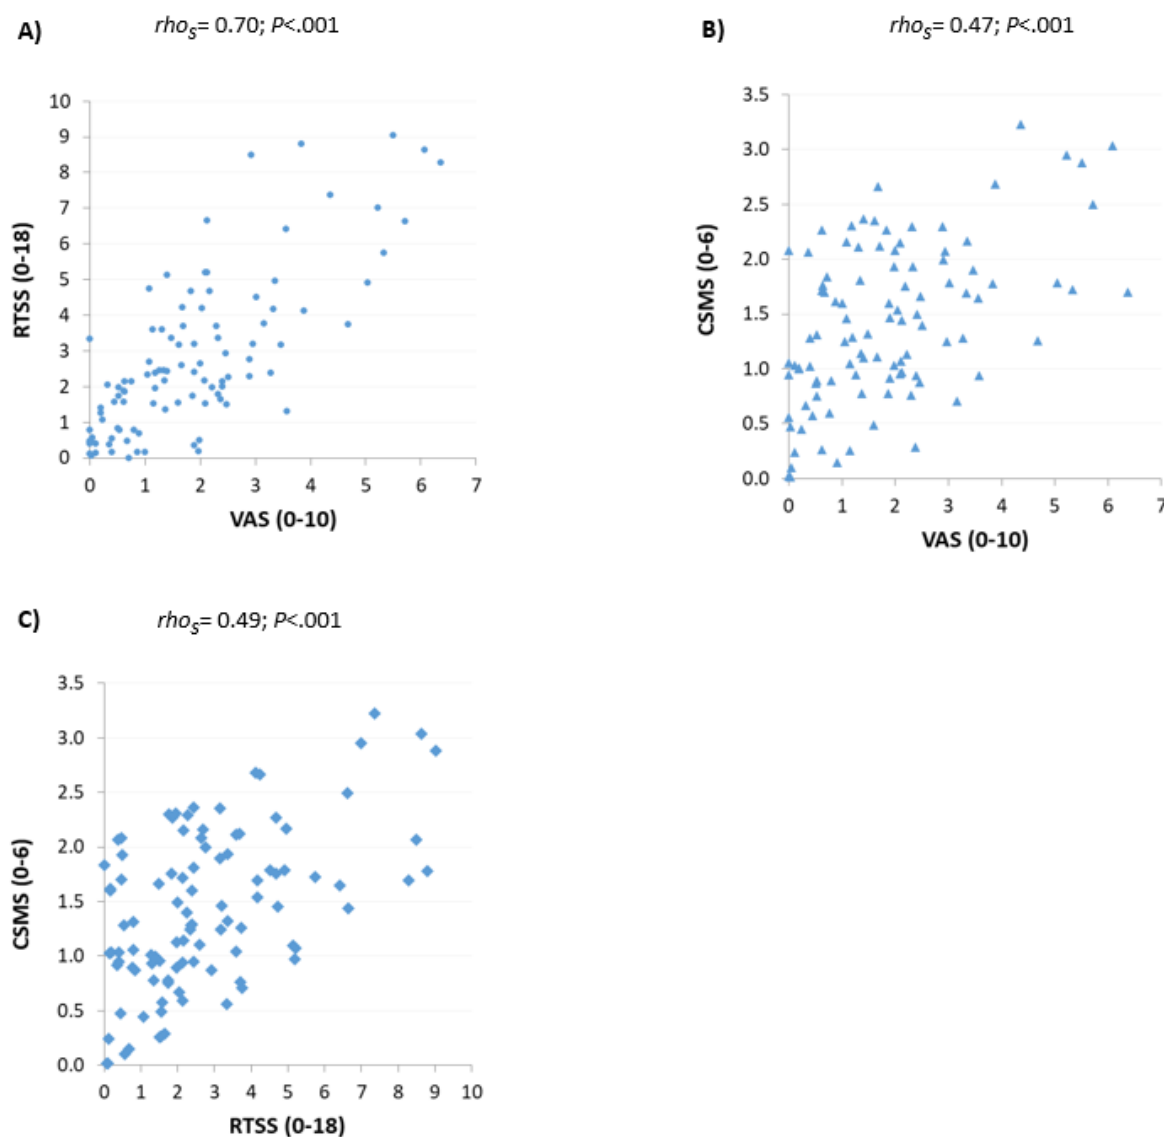 A)
rhoS= 0.70; P<.001
10
9
8
7
6
5
4
3
2
1
0
RTSS (0-18)
0 1 2 3 4 5 6 7
VAS (0-10)
B)
rhoS= 0.47; P<.001
3.5
3.0
2.5
2.0
1.5
1.0
0.5
0.0
CSMS (0-6)
0 1 2 3 4 5 6 7
VAS (0-10)
C)
rhoS= 0.49; P<.001
3.5
3.0
2.5
2.0
1.5
1.0
0.5
0.0
CSMS (0-6)
0 1 2 3 4 5 6 7 8 9 10
RTSS (0-18)